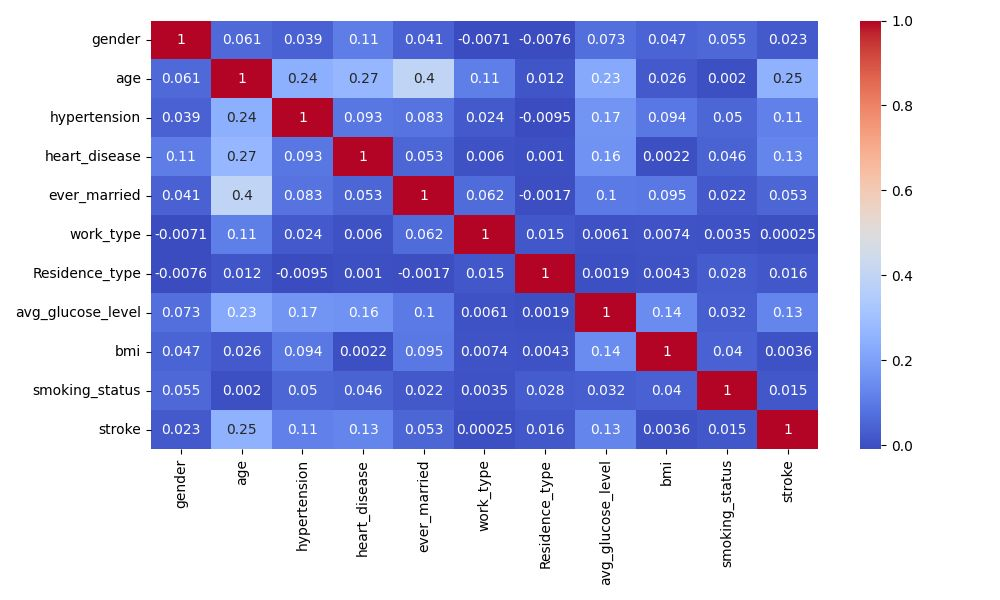 gender 1 0.061 0.039 0.11 0.041 -0.0071 -0.0076 0.073 0.047 0.055 0.023
age 0.061 1 0.24 0.27 0.4 0.11 0.012 0.23 0.026 0.002 0.25
hypertension 0.039 0.24 1 0.093 0.083 0.024 -0.0095 0.17 0.094 0.05 0.11
heart_disease 0.11 0.27 0.093 1 0.053 0.006 0.001 0.16 0.0022 0.046 0.13
ever_married 0.041 0.4 0.083 0.053 1 0.062 -0.0017 0.1 0.095 0.022 0.053
work_type -0.0071 0.11 0.024 0.006 0.062 1 0.015 0.0061 0.0074 0.0035 0.00025
Residence_type -0.0076 0.012 -0.0095 0.001 -0.0017 0.015 1 0.0019 0.0043 0.028 0.016
avg_glucose_level 0.073 0.23 0.17 0.16 0.1 0.0061 0.0019 1 0.14 0.032 0.13
bmi 0.047 0.026 0.094 0.0022 0.095 0.0074 0.0043 0.14 1 0.04 0.0036
smoking_status 0.055 0.002 0.05 0.046 0.022 0.0035 0.028 0.032 0.04 1 0.015
stroke 0.023 0.25 0.11 0.13 0.053 0.00025 0.016 0.13 0.0036 0.015 1
gender
age
hypertension
heart_disease
ever_married
work_type
Residence_type
avg_glucose_level
bmi
smoking_status
stroke
1.0
0.8
0.6
0.4
0.2
0.0